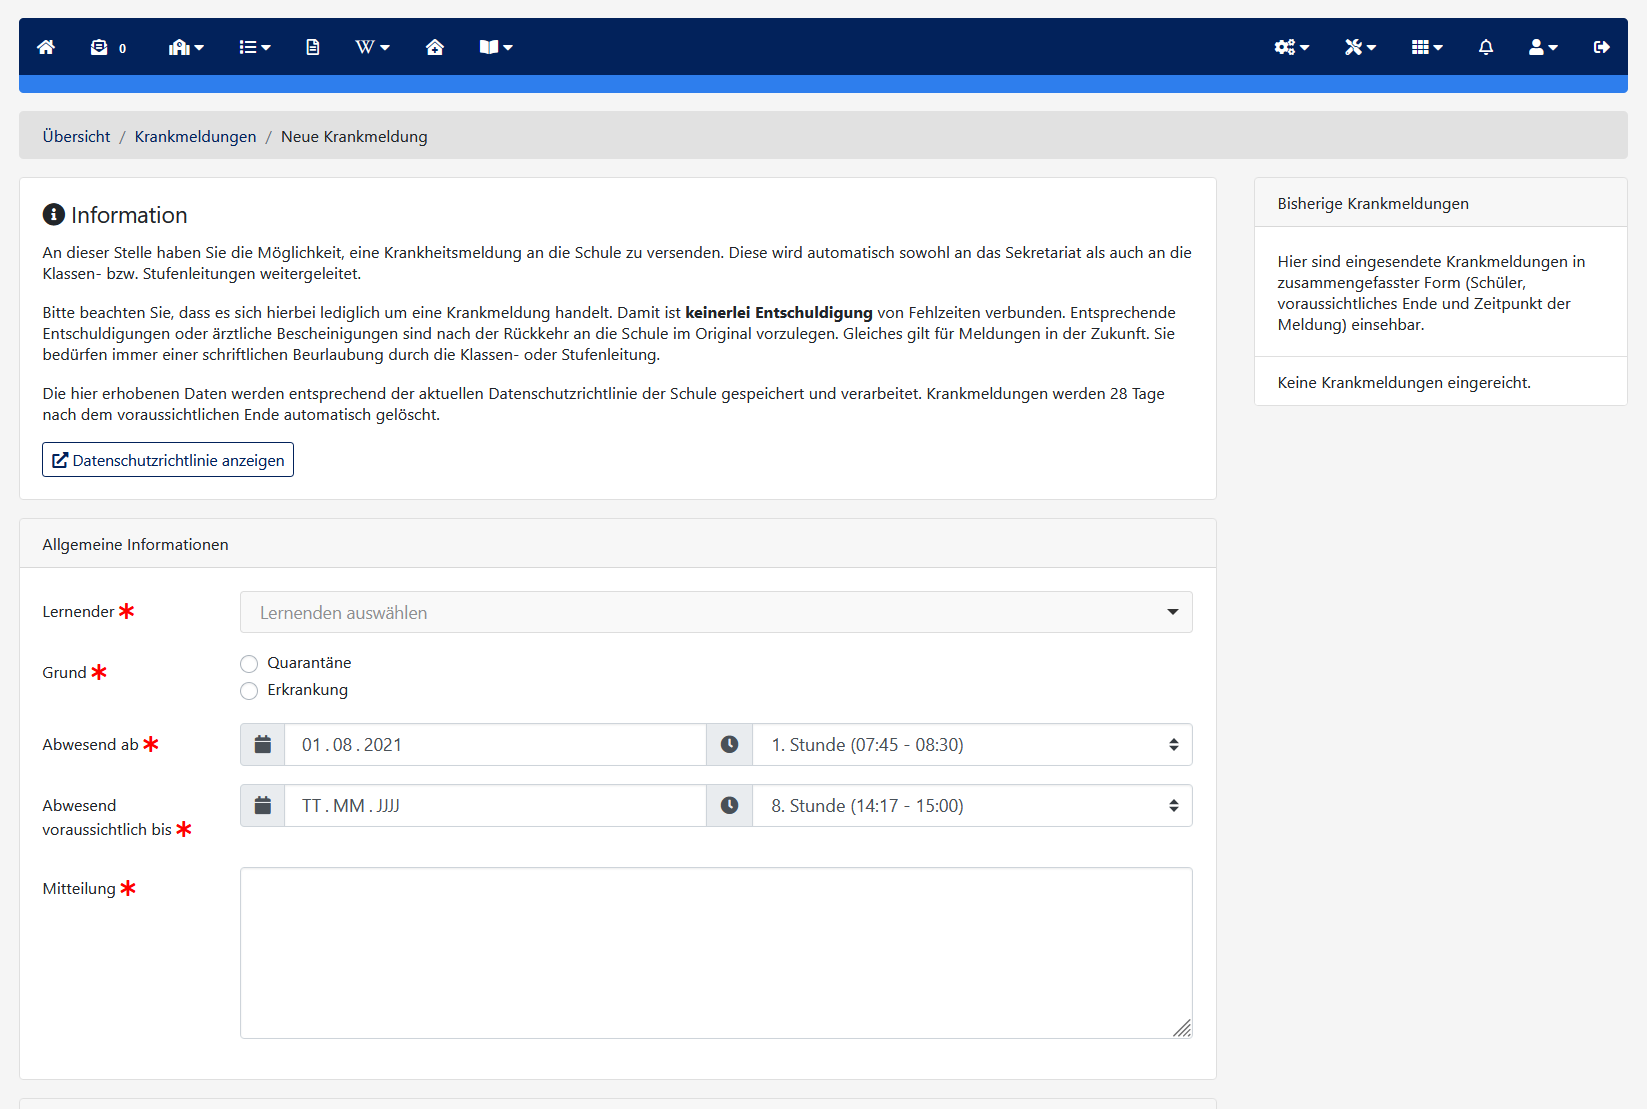 0
W
Übersicht / Krankmeldungen / Neue Krankmeldung
Information
An dieser Stelle haben Sie die Möglichkeit, eine Krankheitsmeldung an die Schule zu versenden. Diese wird automatisch sowohl an das Sekretariat als auch an die
Klassen- bzw. Stufenleitungen weitergeleitet.
Bitte beachten Sie, dass es sich hierbei lediglich um eine Krankmeldung handelt. Damit ist keinerlei Entschuldigung von Fehlzeiten verbunden. Entsprechende
Entschuldigungen oder ärztliche Bescheinigungen sind nach der Rückkehr an die Schule im Original vorzulegen. Gleiches gilt für Meldungen in der Zukunft. Sie
bedürfen immer einer schriftlichen Beurlaubung durch die Klassen- oder Stufenleitung.
Die hier erhobenen Daten werden entsprechend der aktuellen Datenschutzrichtlinie der Schule gespeichert und verarbeitet. Krankmeldungen werden 28 Tage
nach dem voraussichtlichen Ende automatisch gelöscht.
Datenschutzrichtlinie anzeigen
Bisherige Krankmeldungen
Hier sind eingesendete Krankmeldungen in
zusammengefasster Form (Schüler,
voraussichtliches Ende und Zeitpunkt der
Meldung) einsehbar.
Keine Krankmeldungen eingereicht.
Allgemeine Informationen
Lernender *
Lernenden auswählen
Grund *
Quarantäne
Erkrankung
Abwesend ab *
01.08.2021
1. Stunde (07:45 - 08:30)
Abwesend
voraussichtlich bis *
TT.MM.JJJJ
8. Stunde (14:17 - 15:00)
Mitteilung *